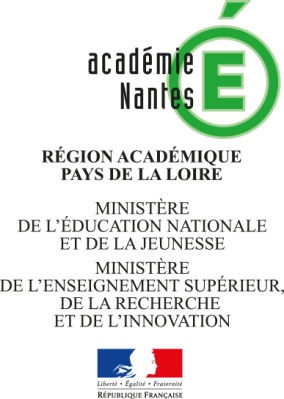 académie
Nantes
É
RÉGION ACADÉMIQUE
PAYS DE LA LOIRE
MINISTÈRE
DE L'ÉDUCATION NATIONALE
ET DE LA JEUNESSE
MINISTÈRE
DE L'ENSEIGNEMENT SUPÉRIEUR,
DE LA RECHERCHE
ET DE L'INNOVATION
Liberté • Égalité • Fraternité
RÉPUBLIQUE FRANÇAISE